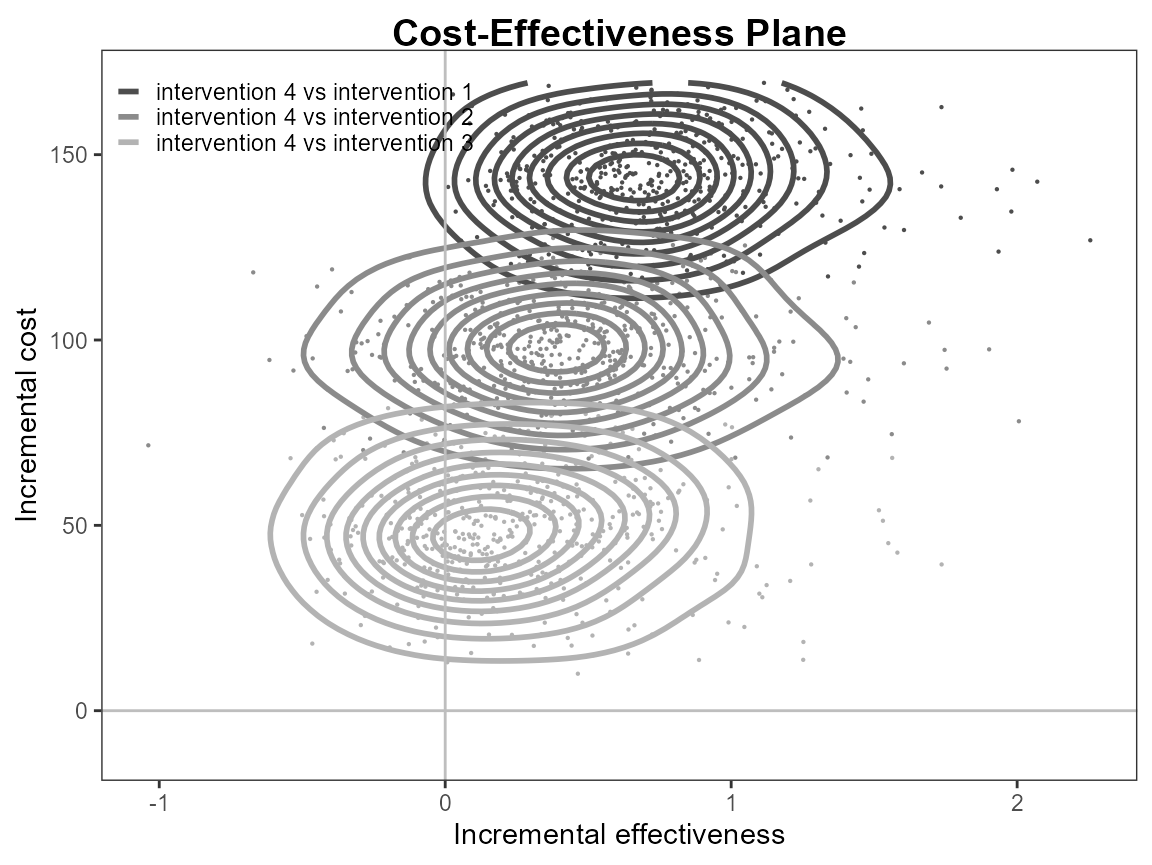 Cost-Effectiveness Plane
intervention 4 vs intervention 1
intervention 4 vs intervention 2
intervention 4 vs intervention 3
150
100
50
0
Incremental cost
-1
0
1
2
Incremental effectiveness